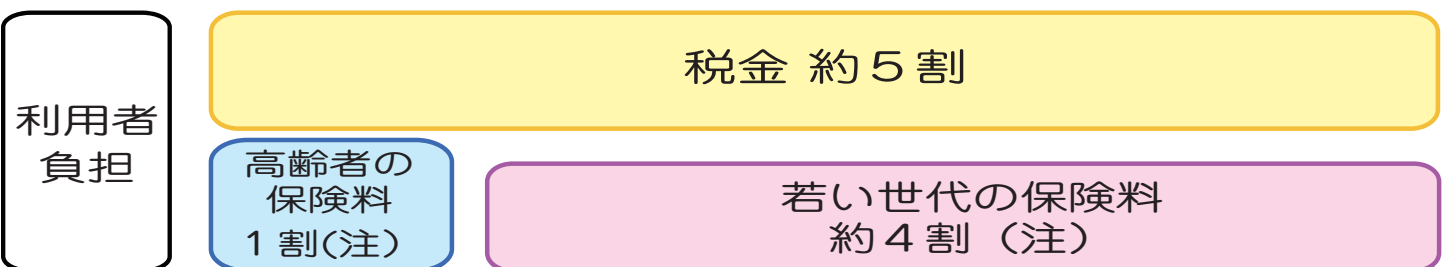 利用者
負担
税金 約5割
高齢者の
保険料
1割(注)
若い世代の保険料
約4割（注）